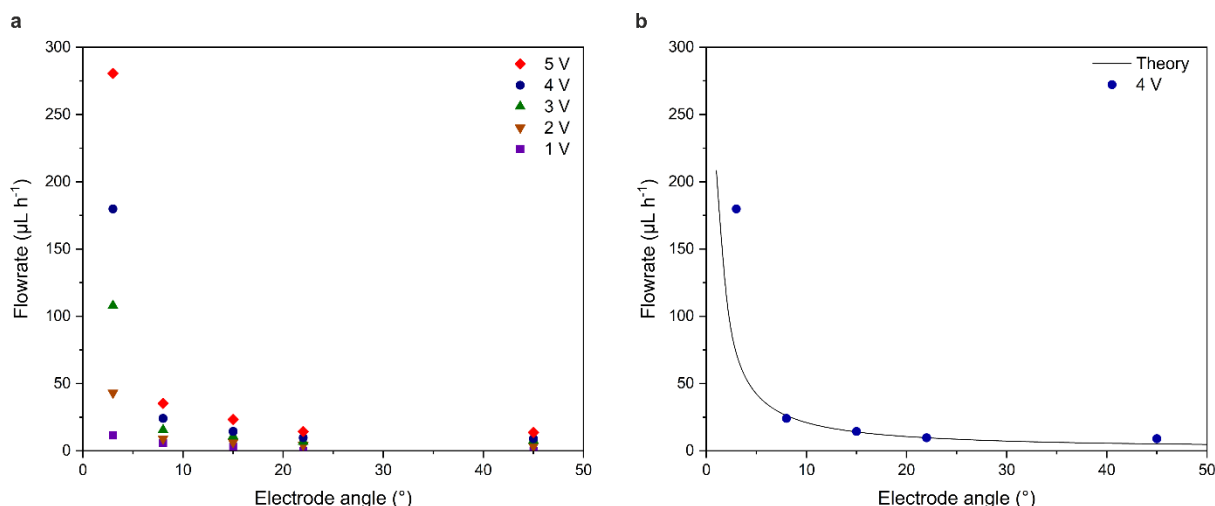 a
300
250
200
150
100
50
0
Flowrate (µL h⁻¹)
5 V
4 V
3 V
2 V
1 V
0 10 20 30 40 50
Electrode angle (°)
b
300
250
200
150
100
50
0
Flowrate (µL h⁻¹)
Theory
4 V
0 10 20 30 40 50
Electrode angle (°)